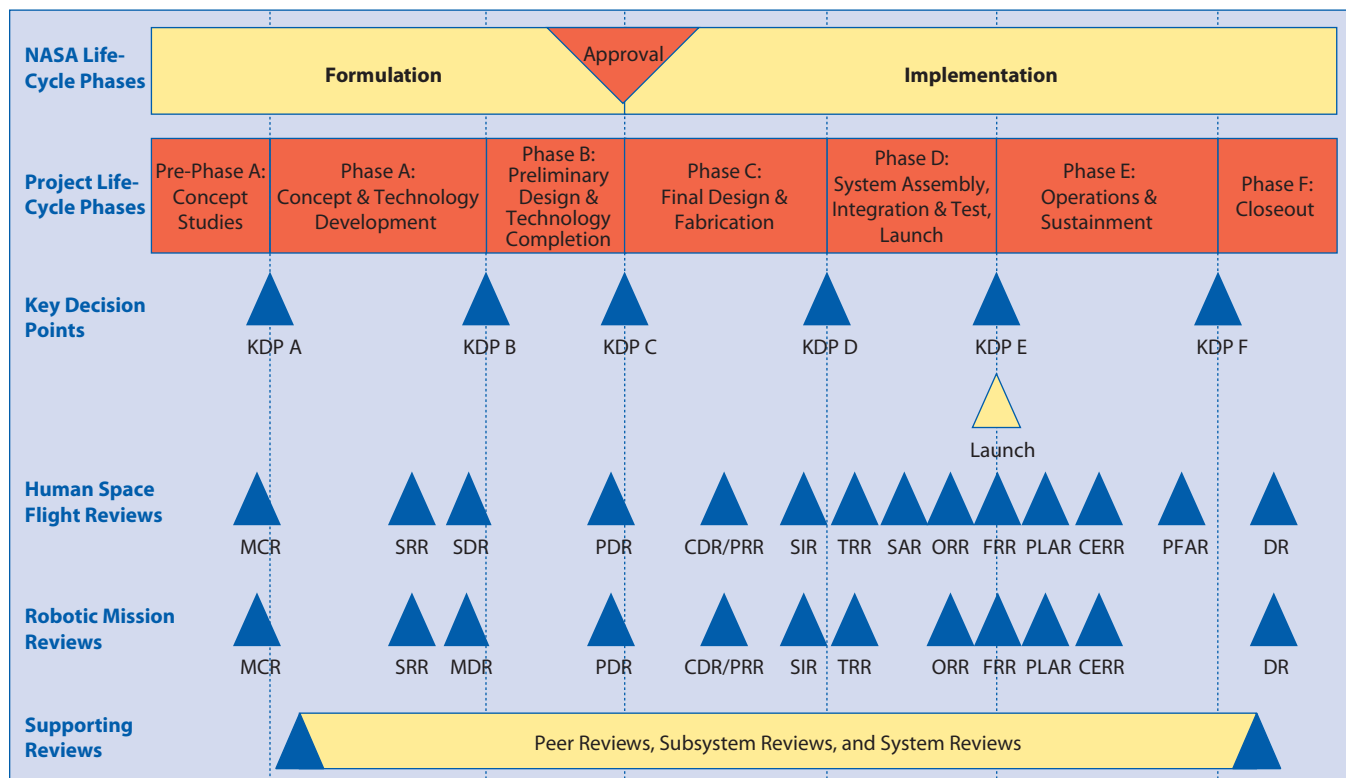 NASA Life-
Cycle Phases
Formulation
Approval
Implementation
Project Life-
Cycle Phases
Pre-Phase A:
Concept
Studies
Phase A:
Concept & Technology
Development
Phase B:
Preliminary
Design &
Technology
Completion
Phase C:
Final Design &
Fabrication
Phase D:
System Assembly,
Integration & Test,
Launch
Phase E:
Operations &
Sustainment
Phase F:
Closeout
Key Decision
Points
KDP A
KDP B
KDP C
KDP D
KDP E
KDP F
Launch
Human Space
Flight Reviews
MCR
SRR
SDR
PDR
CDR/PRR
SIR
TRR
SAR
ORR
FRR
PLAR
CERR
PFAR
DR
Robotic Mission
Reviews
MCR
SRR
MDR
PDR
CDR/PRR
SIR
TRR
ORR
FRR
PLAR
CERR
DR
Supporting
Reviews
Peer Reviews, Subsystem Reviews, and System Reviews